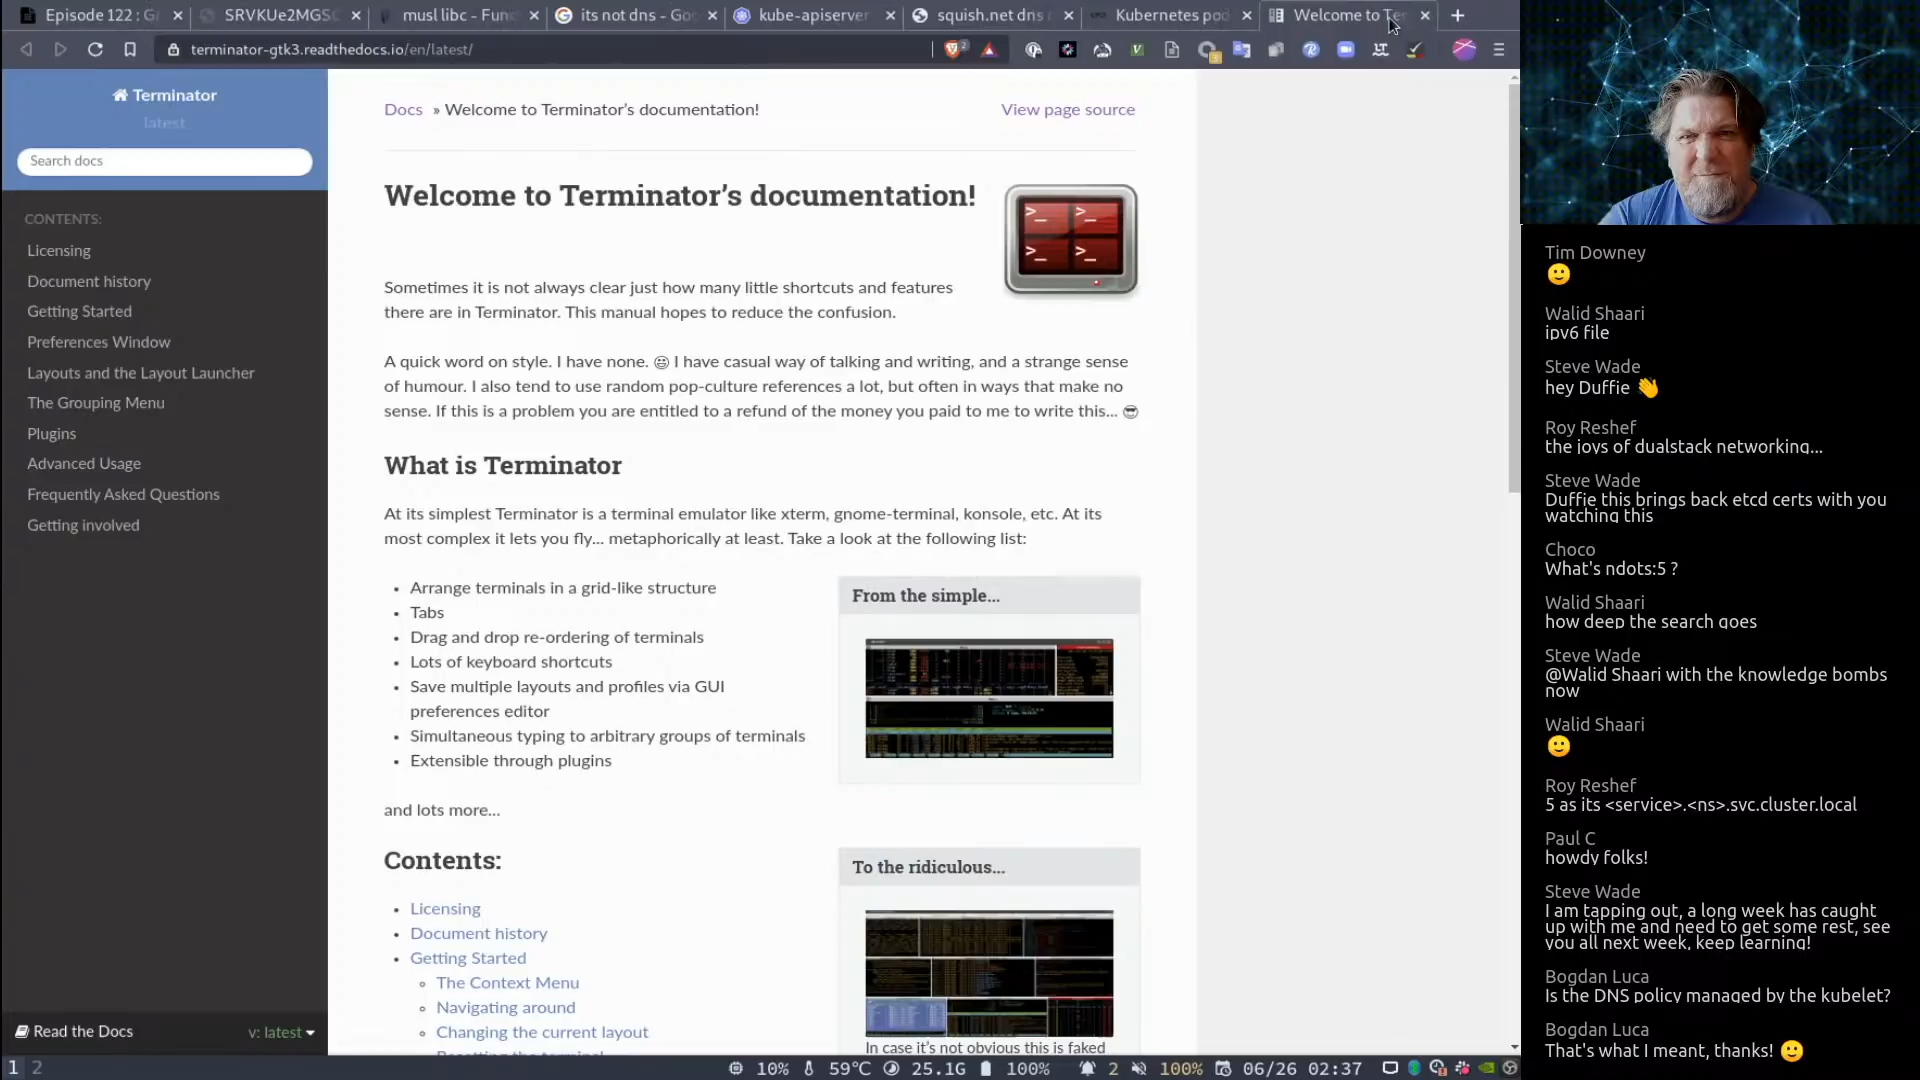 Episode 122 : G
SRVKUe2MGS
musl libc - Fun
its not dns - Go
kube-apiserver
squish.net dns
Kubernetes po
Welcome to Te
terminator-gtk3.readthedocs.io/en/latest/
Terminator
latest
Search docs
CONTENTS:
Licensing
Document history
Getting Started
Preferences Window
Layouts and the Layout Launcher
The Grouping Menu
Plugins
Advanced Usage
Frequently Asked Questions
Getting involved
Read the Docs
v: latest
Docs » Welcome to Terminator's documentation!
View page source
Welcome to Terminator's documentation!
Sometimes it is not always clear just how many little shortcuts and features
there are in Terminator. This manual hopes to reduce the confusion.
A quick word on style. I have none. 😃 I have casual way of talking and writing, and a strange sense
of humour. I also tend to use random pop-culture references a lot, but often in ways that make no
sense. If this is a problem you are entitled to a refund of the money you paid to me to write this... 😎
What is Terminator
At its simplest Terminator is a terminal emulator like xterm, gnome-terminal, konsole, etc. At its
most complex it lets you fly... metaphorically at least. Take a look at the following list:
• Arrange terminals in a grid-like structure
• Tabs
• Drag and drop re-ordering of terminals
• Lots of keyboard shortcuts
• Save multiple layouts and profiles via GUI
preferences editor
• Simultaneous typing to arbitrary groups of terminals
• Extensible through plugins
From the simple...
and lots more...
Contents:
• Licensing
• Document history
• Getting Started
◦ The Context Menu
◦ Navigating around
◦ Changing the current layout
To the ridiculous...
In case it's not obvious this is faked
Tim Downey
🙂
Walid Shaari
ipv6 file
Steve Wade
hey Duffie 👋
Roy Reshef
the joys of dualstack networking...
Steve Wade
Duffie this brings back etcd certs with you
watching this
Choco
What's ndots:5 ?
Walid Shaari
how deep the search goes
Steve Wade
@Walid Shaari with the knowledge bombs
now
Walid Shaari
🙂
Roy Reshef
5 as its <service>.<ns>.svc.cluster.local
Paul C
howdy folks!
Steve Wade
I am tapping out, a long week has caught
up with me and need to get some rest, see
you all next week, keep learning!
Bogdan Luca
Is the DNS policy managed by the kubelet?
Bogdan Luca
That's what I meant, thanks! 🙂
1 2
10% 59°C 25.1G 100% 2 100% 06/26 02:37